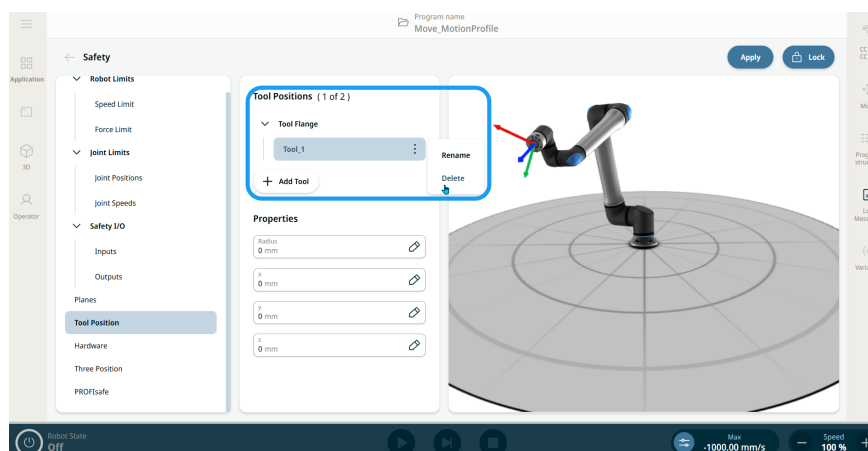 Program name
Move_MotionProfile
Safety
Apply
Lock
Application
3D
Operator
Robot Limits
Speed Limit
Force Limit
Joint Limits
Joint Positions
Joint Speeds
Safety I/O
Inputs
Outputs
Planes
Tool Position
Hardware
Three Position
PROFIsafe
Tool Positions ( 1 of 2 )
Tool Flange
Tool_1
Add Tool
Rename
Delete
Properties
Radius
0 mm
x
0 mm
y
0 mm
z
0 mm
Robot State
Off
Max
-1000.00 mm/s
Speed
100 %